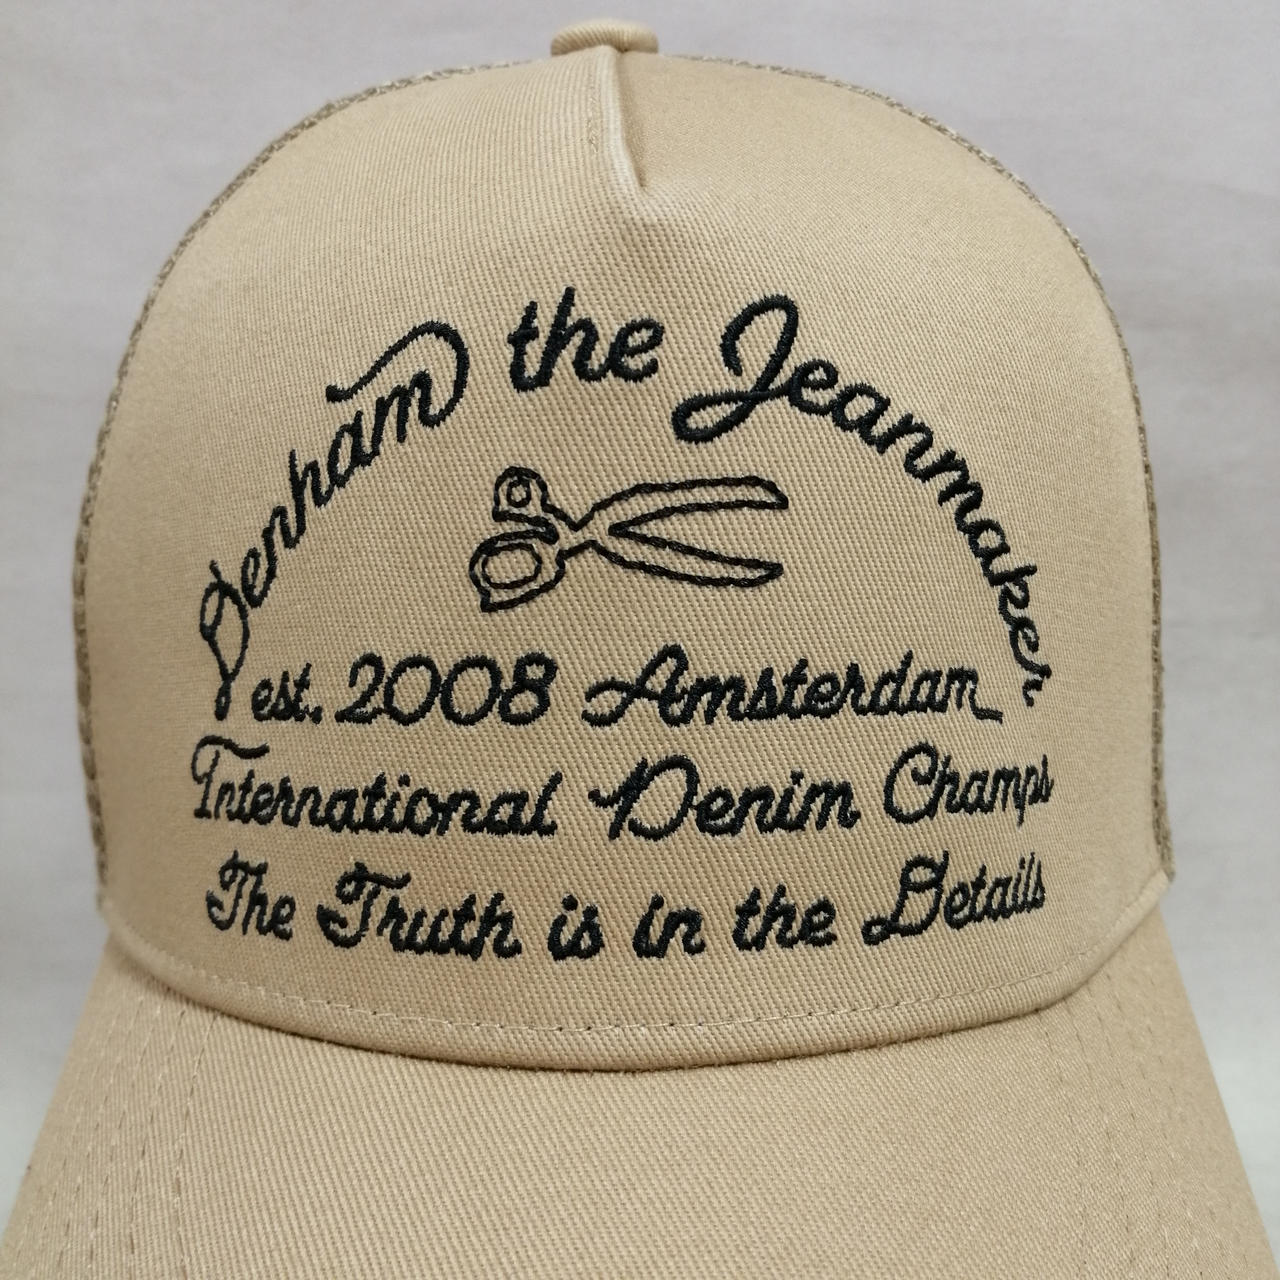 Denham the Jeanmaker
est. 2008 Amsterdam
International Denim Champs
The Truth is in the Details